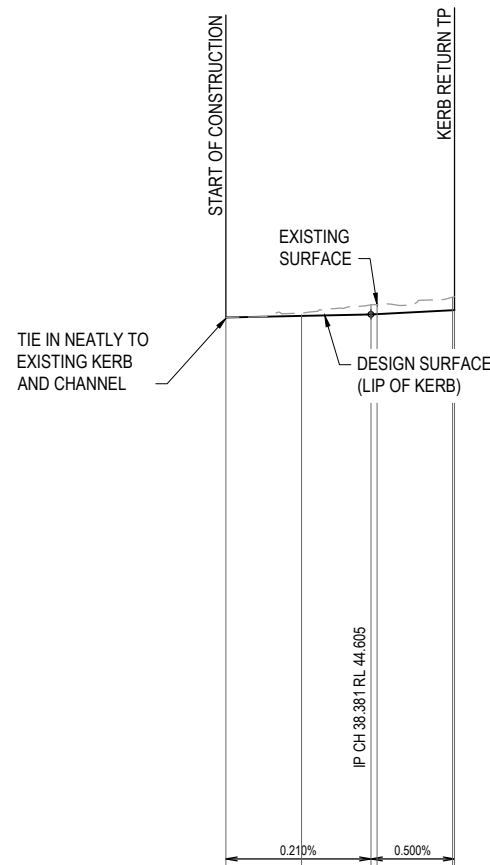 START OF CONSTRUCTION
KERB RETURN TP
EXISTING
SURFACE
TIE IN NEATLY TO
EXISTING KERB
AND CHANNEL
DESIGN SURFACE
(LIP OF KERB)
IP CH 38.381 RL 44.605
0.210%
0.500%